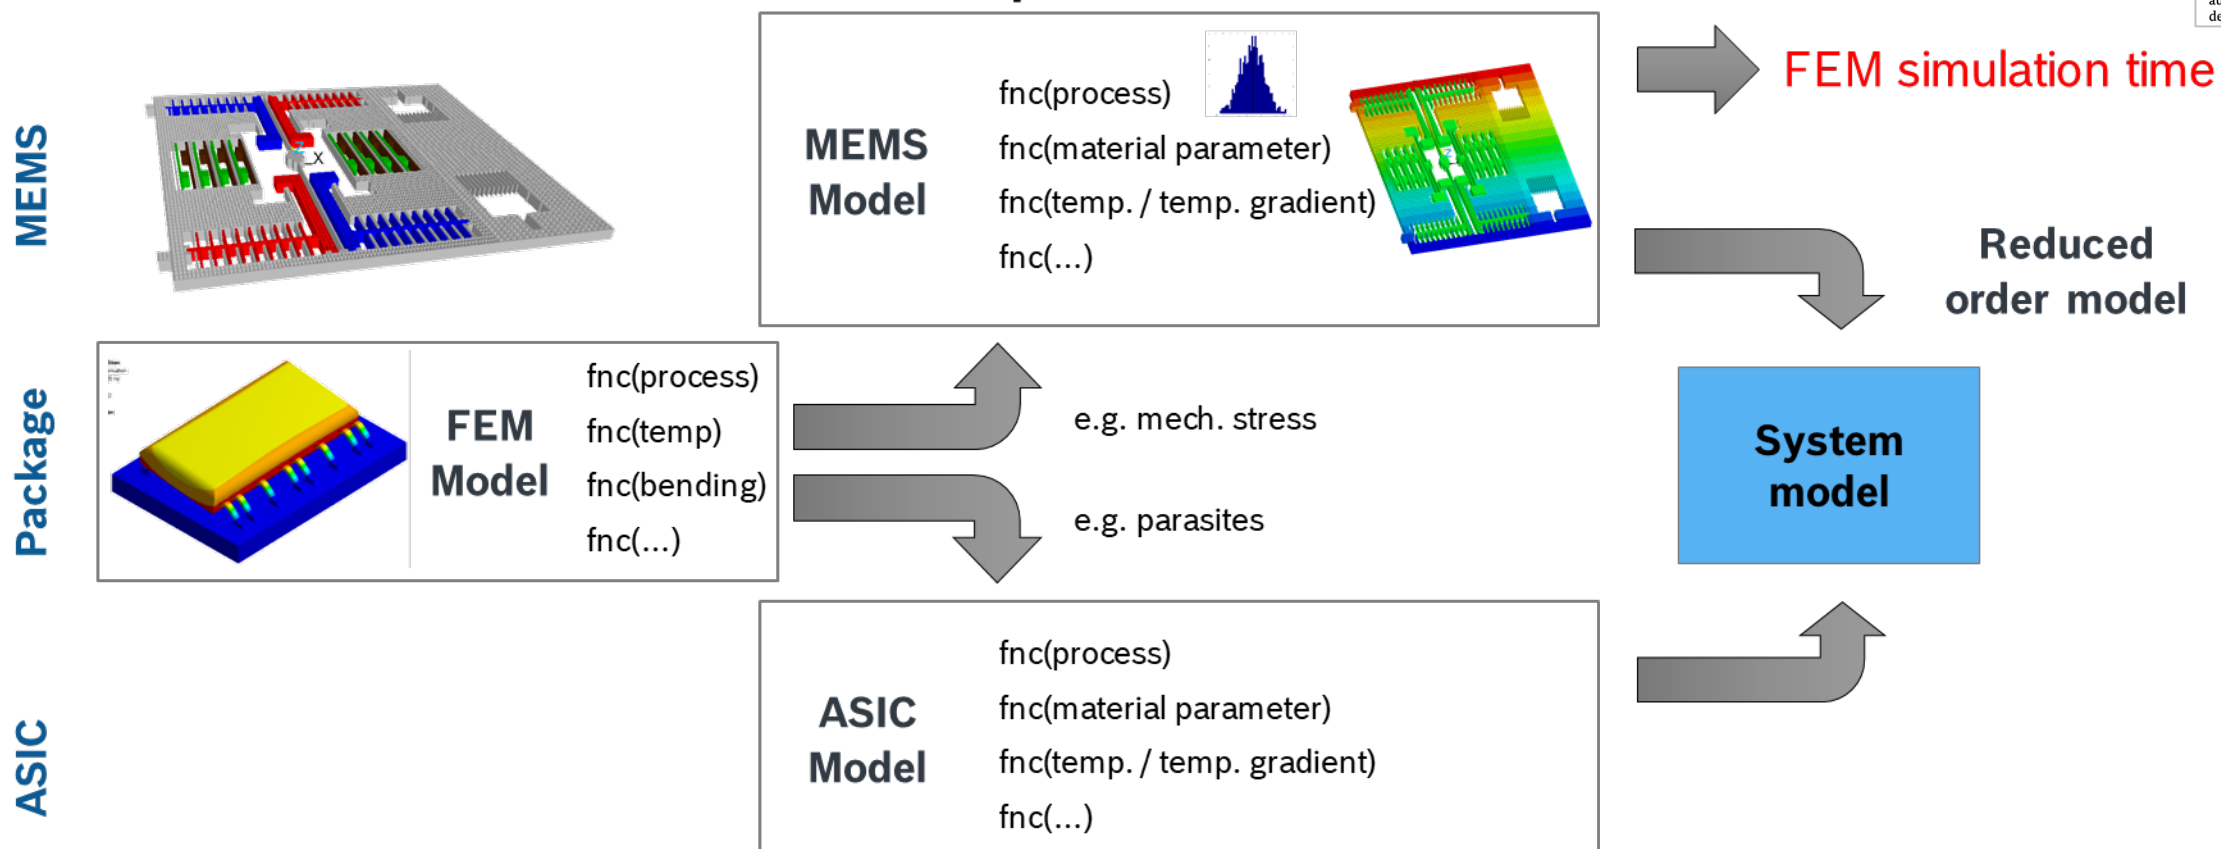 MEMS
X
MEMS
Model
fnc(process)
fnc(material parameter)
fnc(temp. / temp. gradient)
fnc(...)
FEM simulation time
Reduced
order model
Package
FEM
Model
fnc(process)
fnc(temp)
fnc(bending)
fnc(...)
e.g. mech. stress
e.g. parasites
System
model
ASIC
ASIC
Model
fnc(process)
fnc(material parameter)
fnc(temp. / temp. gradient)
fnc(...)